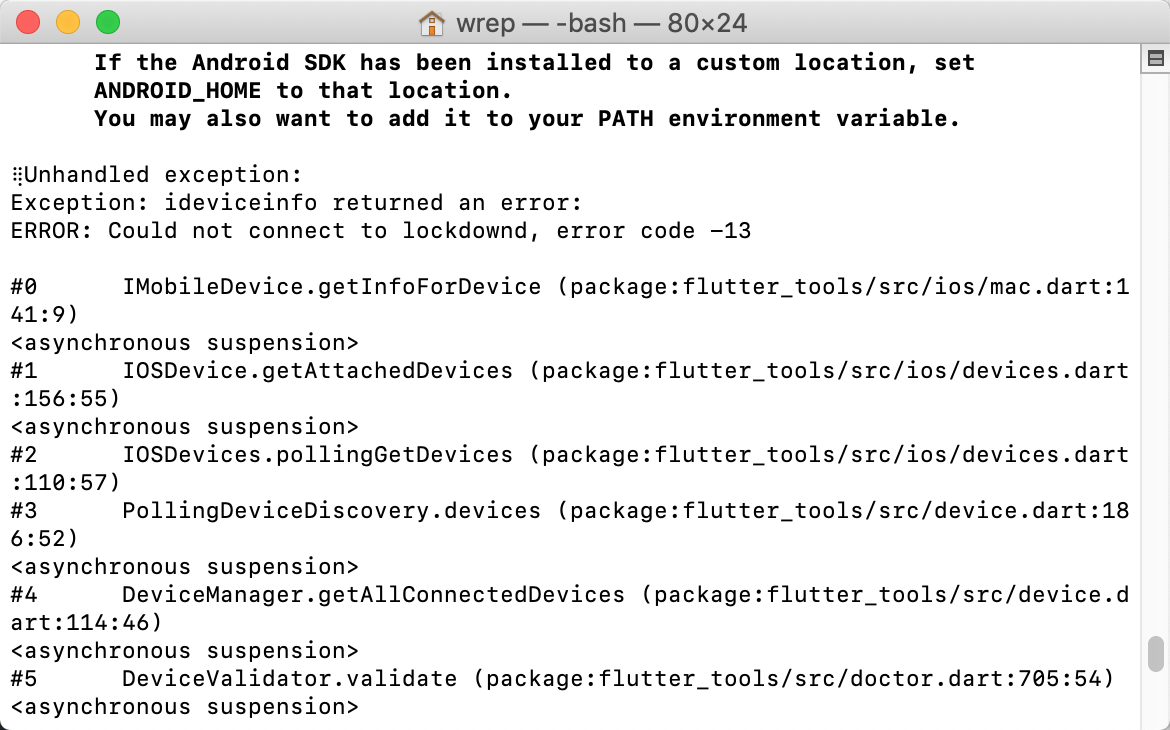 wrep — -bash — 80×24
If the Android SDK has been installed to a custom location, set
ANDROID_HOME to that location.
You may also want to add it to your PATH environment variable.
⢿Unhandled exception:
Exception: ideviceinfo returned an error:
ERROR: Could not connect to lockdownd, error code -13
#0      IMobileDevice.getInfoForDevice (package:flutter_tools/src/ios/mac.dart:1
41:9)
<asynchronous suspension>
#1      IOSDevice.getAttachedDevices (package:flutter_tools/src/ios/devices.dart
:156:55)
<asynchronous suspension>
#2      IOSDevices.pollingGetDevices (package:flutter_tools/src/ios/devices.dart
:110:57)
#3      PollingDeviceDiscovery.devices (package:flutter_tools/src/device.dart:18
6:52)
<asynchronous suspension>
#4      DeviceManager.getAllConnectedDevices (package:flutter_tools/src/device.d
art:114:46)
<asynchronous suspension>
#5      DeviceValidator.validate (package:flutter_tools/src/doctor.dart:705:54)
<asynchronous suspension>